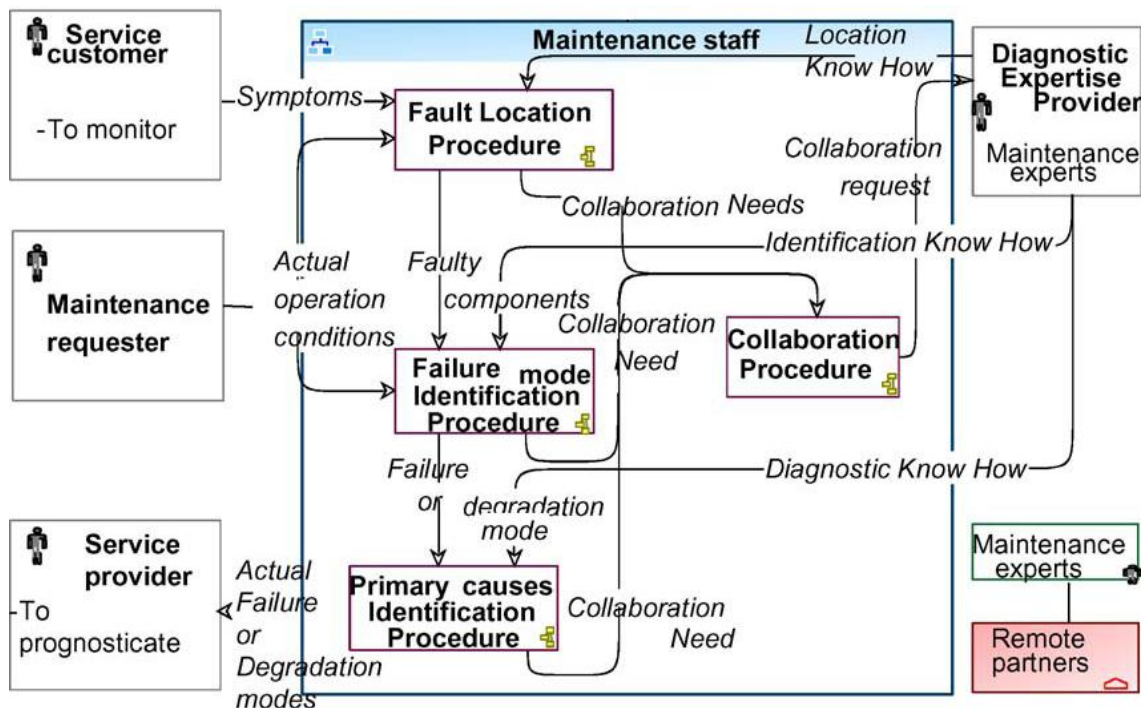 Service
customer
-To monitor
Maintenance
requester
Service
provider
-To
prognosticate
Maintenance staff
Symptoms
Fault Location
Procedure
Location
Know How
Diagnostic
Expertise
Provider
Maintenance
experts
Collaboration
request
Collaboration Needs
Identification Know How
Actual
operation
conditions
Faulty
components
Collaboration
Need
Collaboration
Procedure
Failure mode
Identification
Procedure
Failure
or
degradation
mode
Diagnostic Know How
Primary causes
Identification
Procedure
Collaboration
Need
Actual
Failure
or
Degradation
modes
Maintenance
experts
Remote
partners